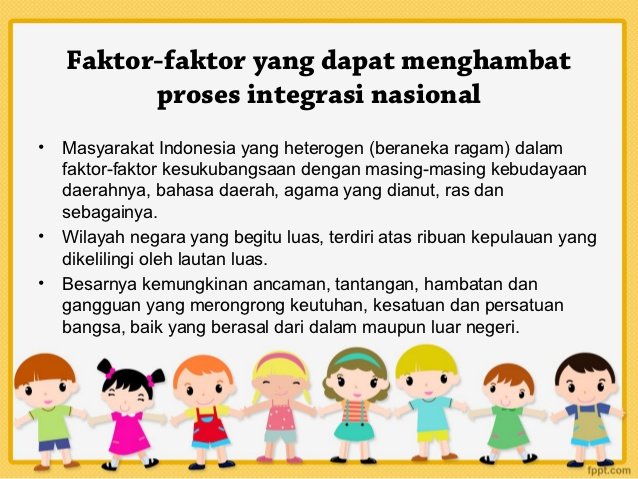 Faktor-faktor yang dapat menghambat
proses integrasi nasional
• Masyarakat Indonesia yang heterogen (beraneka ragam) dalam
faktor-faktor kesukubangsaan dengan masing-masing kebudayaan
daerahnya, bahasa daerah, agama yang dianut, ras dan
sebagainya.
• Wilayah negara yang begitu luas, terdiri atas ribuan kepulauan yang
dikelilingi oleh lautan luas.
• Besarnya kemungkinan ancaman, tantangan, hambatan dan
gangguan yang merongrong keutuhan, kesatuan dan persatuan
bangsa, baik yang berasal dari dalam maupun luar negeri.
fppt.com